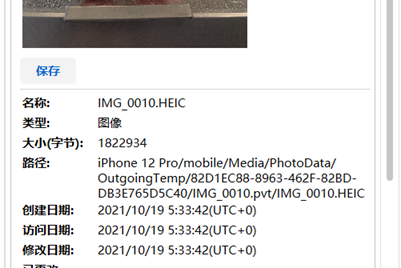 保存
名称: IMG_0010.HEIC
类型: 图像
大小(字节): 1822934
路径: iPhone 12 Pro/mobile/Media/PhotoData/
OutgoingTemp/82D1EC88-8963-462F-82BD-
DB3E765D5C40/IMG_0010.pvt/IMG_0010.HEIC
创建日期: 2021/10/19 5:33:42(UTC+0)
访问日期: 2021/10/19 5:33:42(UTC+0)
修改日期: 2021/10/19 5:33:42(UTC+0)